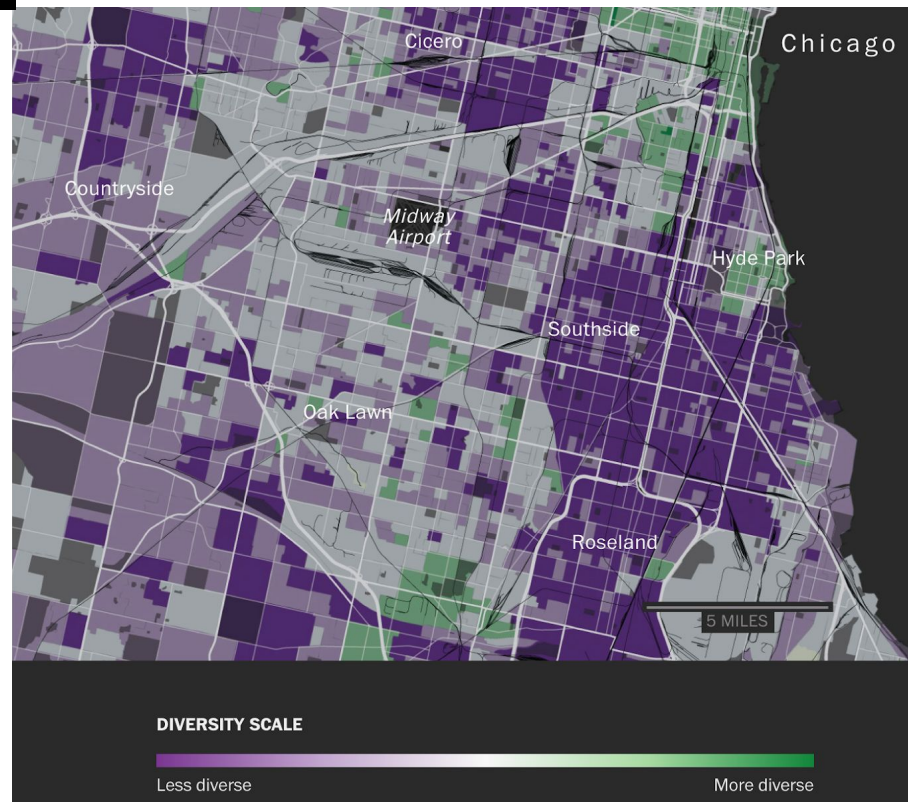 Cicero
Chicago
Countryside
Midway
Airport
Hyde Park
Southside
Oak Lawn
Roseland
5 MILES
DIVERSITY SCALE
Less diverse
More diverse